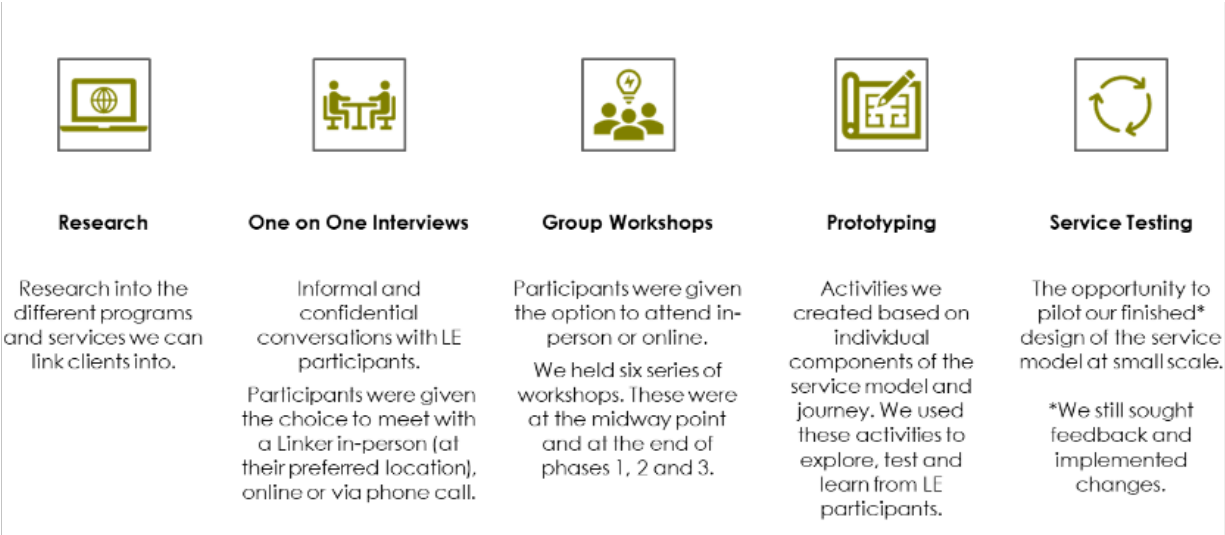 Research
Research into the
different programs
and services we can
link clients into.
One on One Interviews
Informal and
confidential
conversations with LE
participants.
Participants were given
the choice to meet with
a Linker in-person (at
their preferred location),
online or via phone call.
Group Workshops
Participants were given
the option to attend in-
person or online.
We held six series of
workshops. These were
at the midway point
and at the end of
phases 1, 2 and 3.
Prototyping
Activities we
created based on
individual
components of the
service model and
journey. We used
these activities to
explore, test and
learn from LE
participants.
Service Testing
The opportunity to
pilot our finished*
design of the service
model at small scale.
*We still sought
feedback and
implemented
changes.